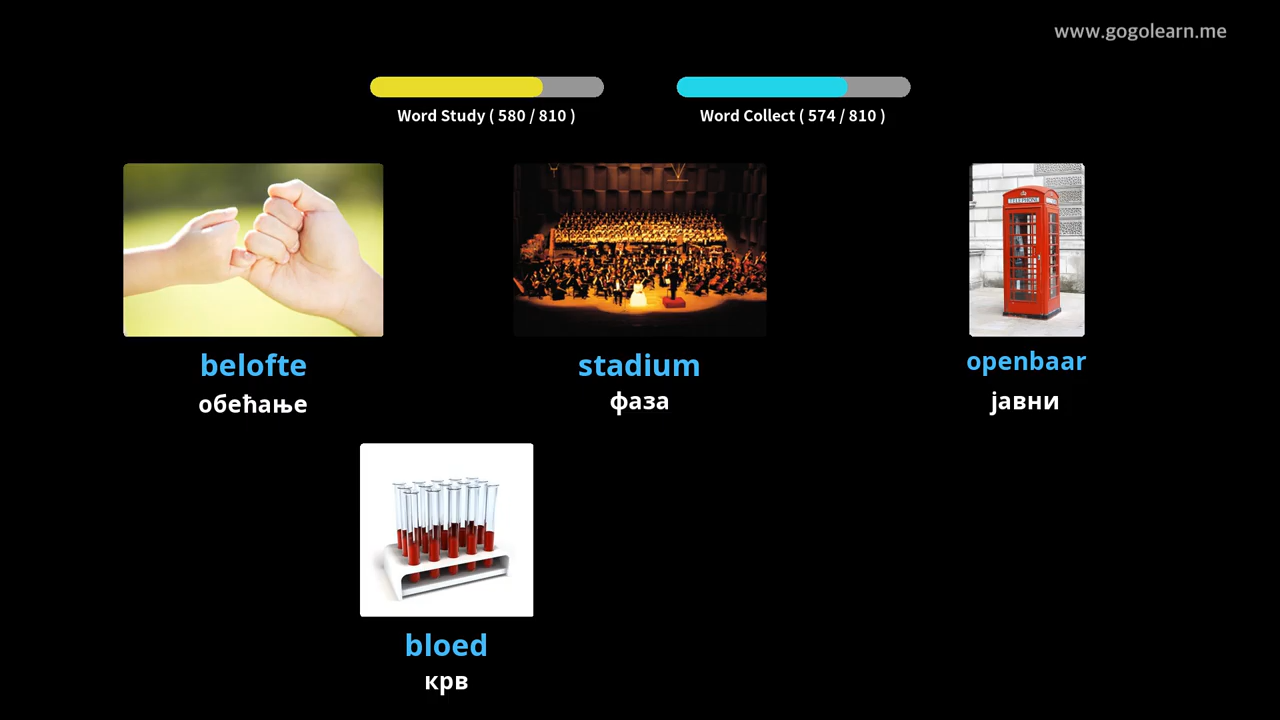 www.gogolearn.me
Word Study ( 580 / 810 )
Word Collect ( 574 / 810 )
TELEPHONE
belofte
stadium
openbaar
обећање
фаза
јавни
bloed
крв